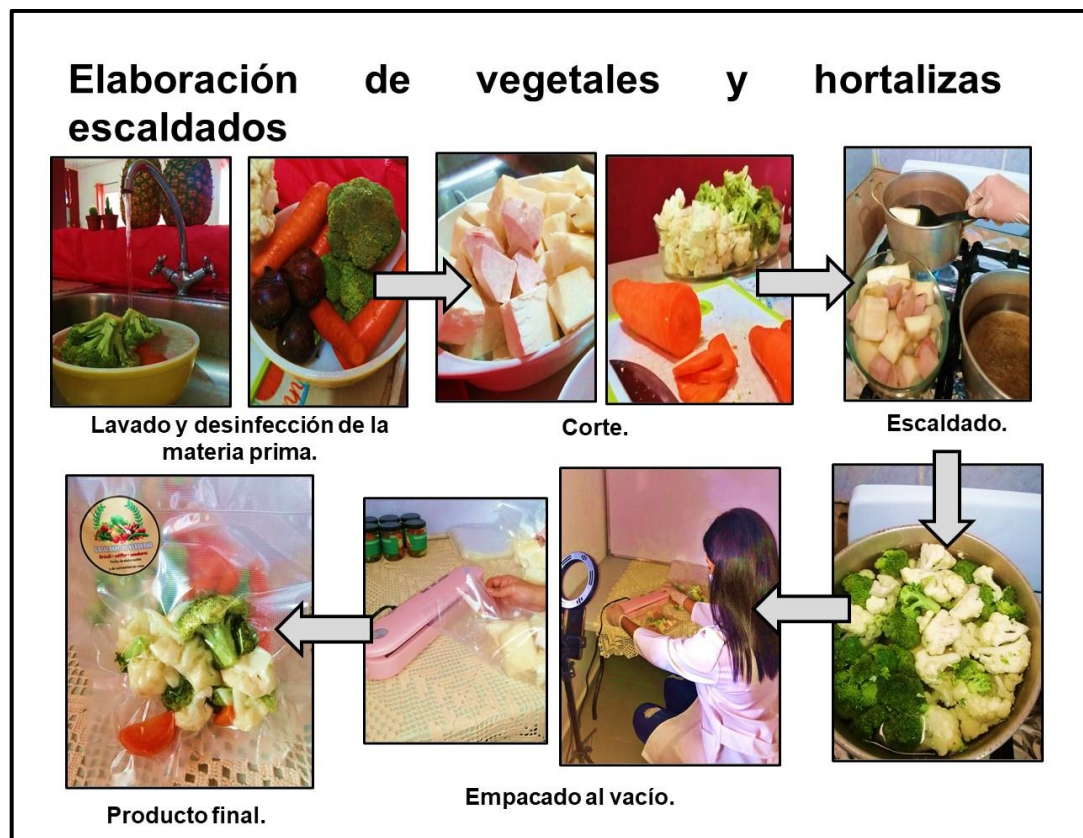 Elaboración de vegetales y hortalizas
escaldados
Lavado y desinfección de la
materia prima.
Corte.
Escaldado.
Producto final.
Empacado al vacío.